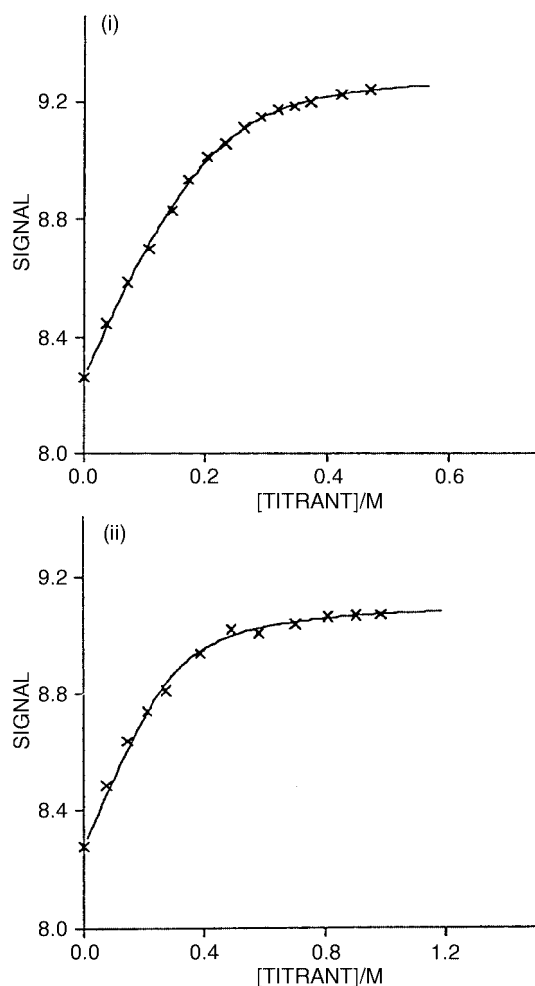 (i)
9.2
8.8
SIGNAL
8.4
8.0
0.0 0.2 0.4 0.6
[TITRANT]/M
(ii)
9.2
8.8
SIGNAL
8.4
8.0
0.0 0.4 0.8 1.2
[TITRANT]/M